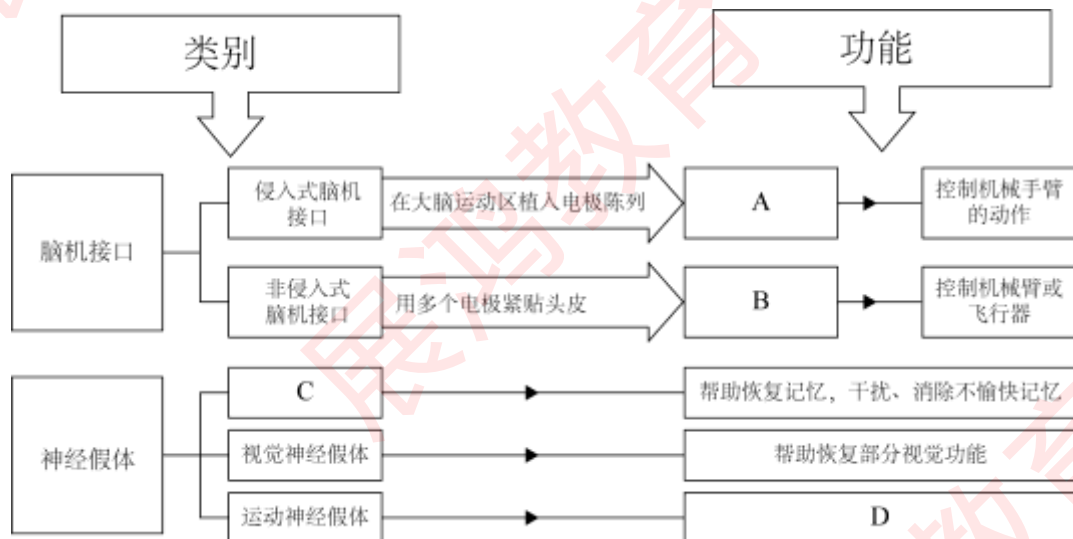 类别
功能
脑机接口
侵入式脑机
接口
在大脑运动区植入电极陈列
A
控制机械手臂
的动作
非侵入式
脑机接口
用多个电极紧贴头皮
B
控制机械臂或
飞行器
神经假体
C
帮助恢复记忆，干扰、消除不愉快记忆
视觉神经假体
帮助恢复部分视觉功能
运动神经假体
D
展鸿教育